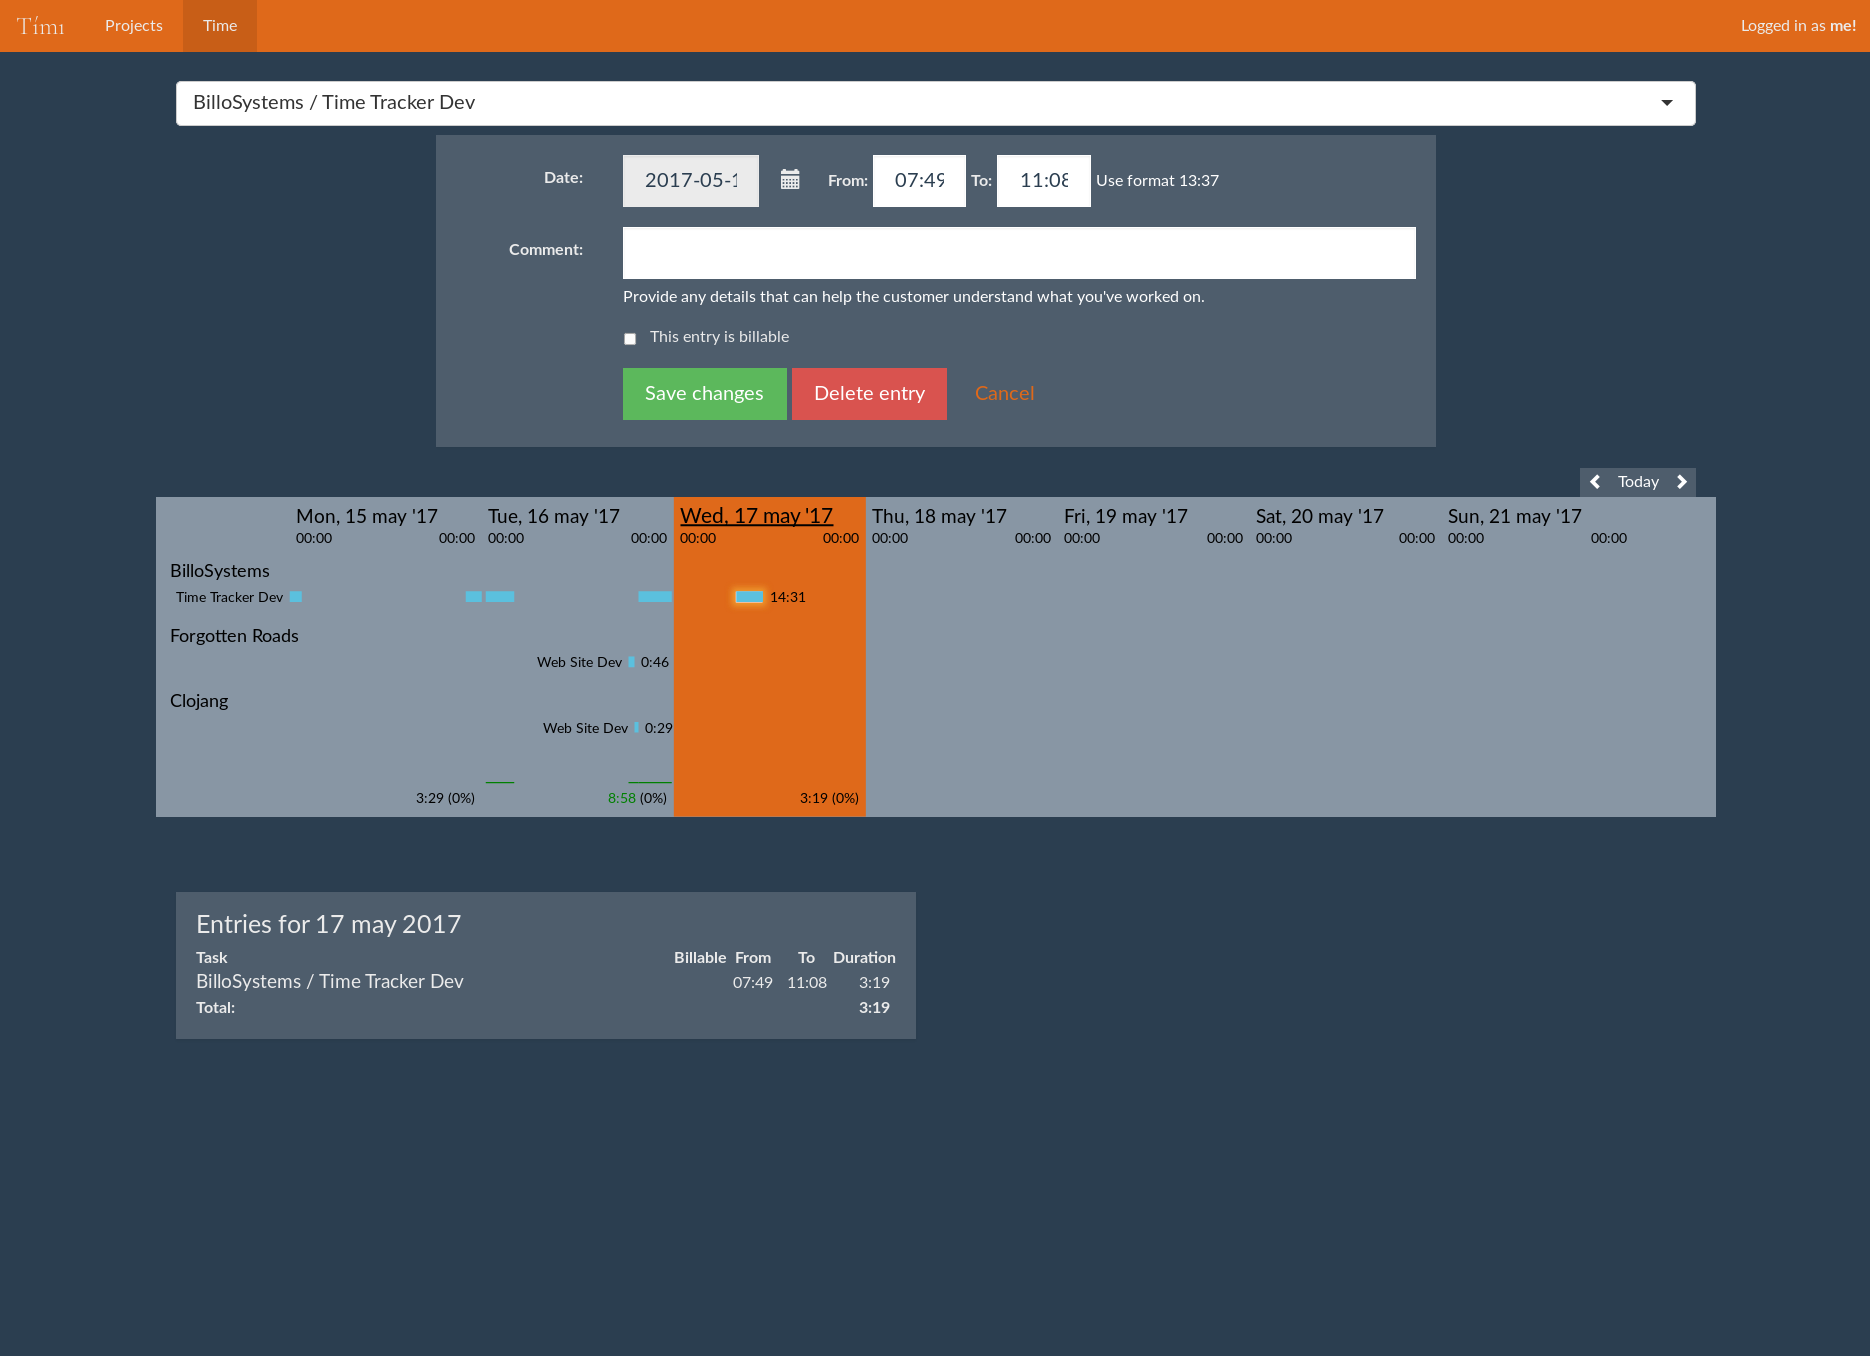 Tímı Projects Time Logged in as me!
BilloSystems / Time Tracker Dev
Date: 2017-05-1 From: 07:49 To: 11:08 Use format 13:37
Comment:
Provide any details that can help the customer understand what you've worked on.
This entry is billable
Save changes Delete entry Cancel
Today
Mon, 15 may '17 Tue, 16 may '17 Wed, 17 may '17 Thu, 18 may '17 Fri, 19 may '17 Sat, 20 may '17 Sun, 21 may '17
00:00 00:00 00:00 00:00 00:00 00:00 00:00 00:00 00:00 00:00 00:00 00:00 00:00 00:00
BilloSystems
Time Tracker Dev 14:31
Forgotten Roads
Web Site Dev 0:46
Clojang
Web Site Dev 0:29
3:29 (0%) 8:58 (0%) 3:19 (0%)
Entries for 17 may 2017
Task Billable From To Duration
BilloSystems / Time Tracker Dev 07:49 11:08 3:19
Total: 3:19